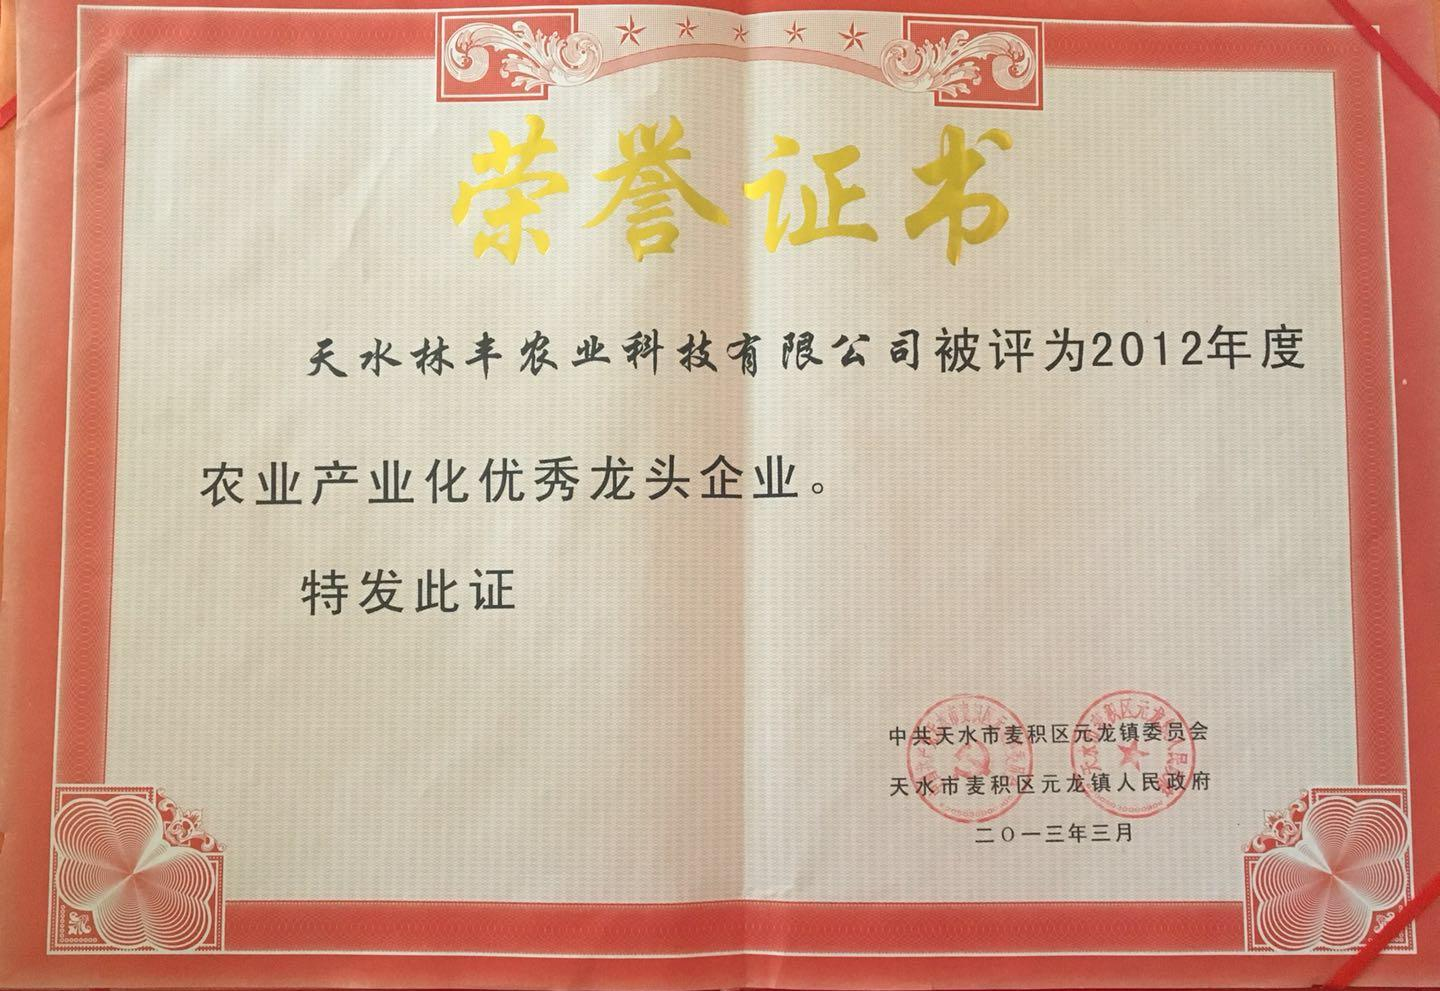 荣誉证书
天水林丰农业科技有限公司被评为2012年度
农业产业化优秀龙头企业。
特发此证
中共天水市麦积区元龙镇委员会
天水市麦积区元龙镇人民政府
二〇一三年三月